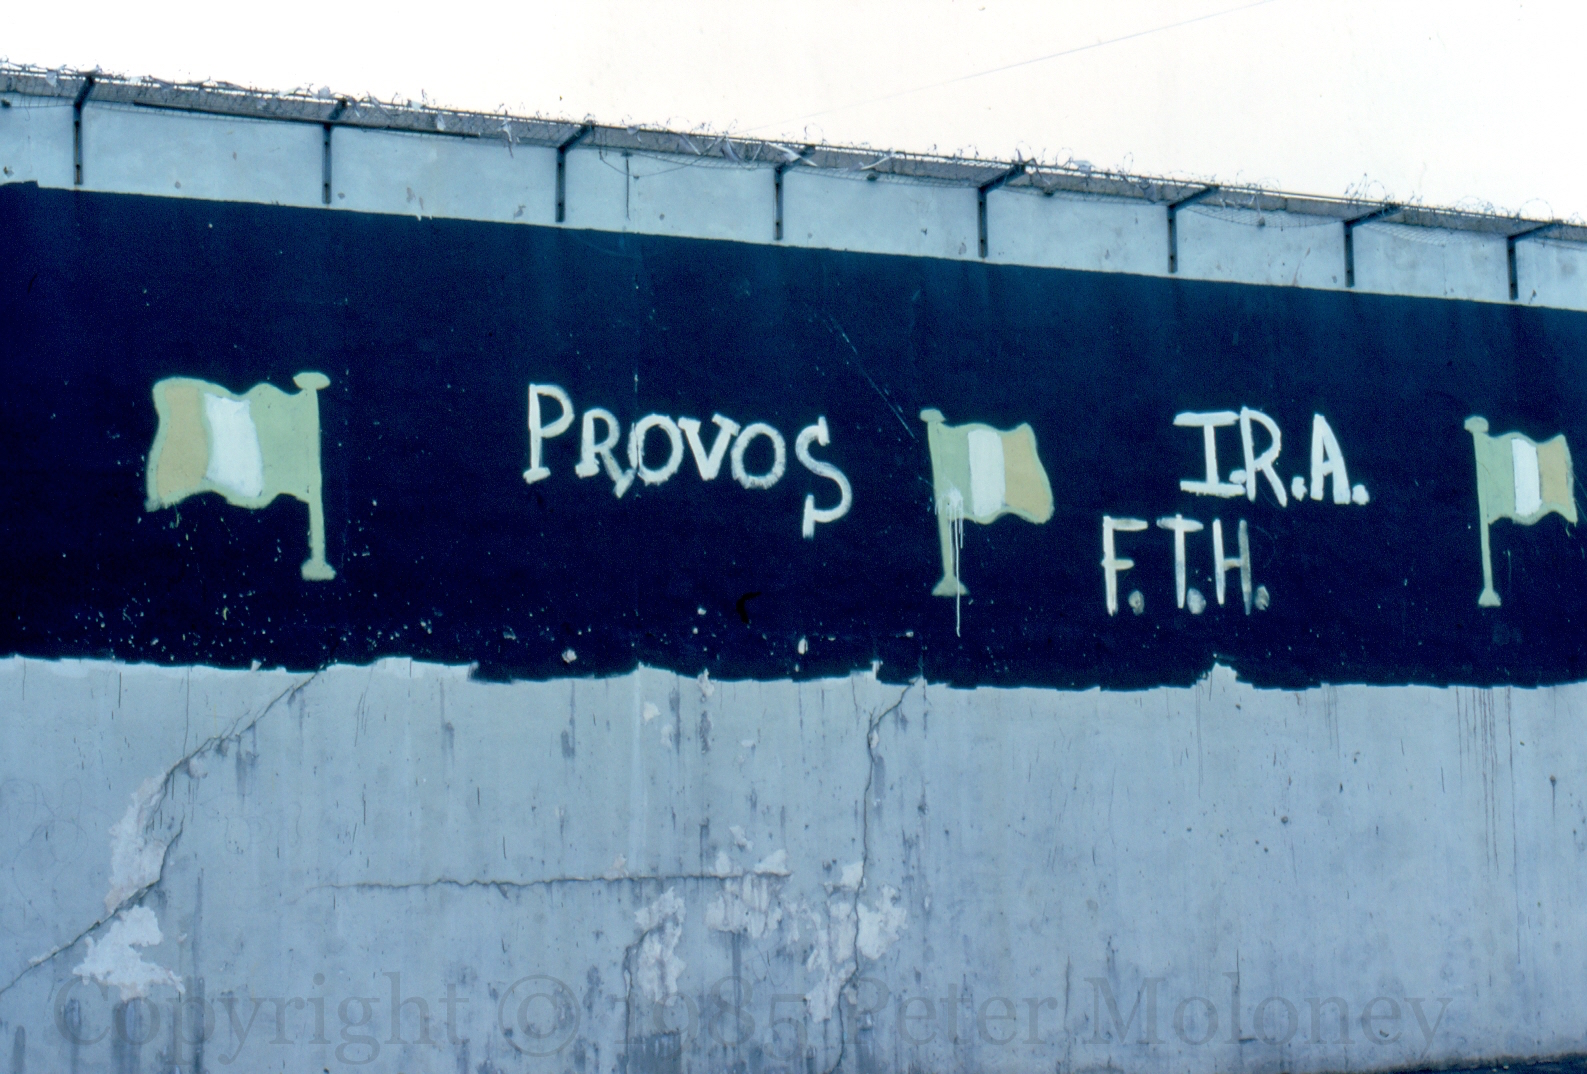 PROVOS
I.R.A.
F.T.H.
Copyright © 1985 Peter Moloney